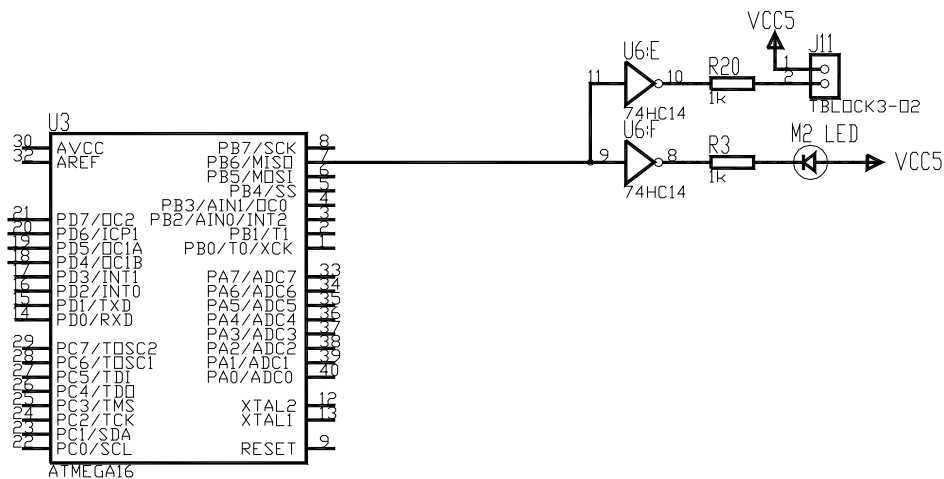 VCC5
U6:E
J11
11
10
R20
1
2
1k
74HC14
TBLOCK3-02
U6:F
M2 LED
U3
9
8
R3
VCC5
1k
74HC14
30 AVCC PB7/SCK 8
32 AREF PB6/MISO 7
PB5/MOSI 6
PB4/SS 5
PB3/AIN1/OC0 4
21 PD7/OC2 PB2/AIN0/INT2 3
20 PD6/ICP1 PB1/T1 2
19 PD5/OC1A PB0/T0/XCK 1
18 PD4/OC1B
17 PD3/INT1 PA7/ADC7 33
16 PD2/INT0 PA6/ADC6 34
15 PD1/TXD PA5/ADC5 35
14 PD0/RXD PA4/ADC4 36
PA3/ADC3 37
29 PC7/TOSC2 PA2/ADC2 38
28 PC6/TOSC1 PA1/ADC1 39
27 PC5/TDI PA0/ADC0 40
26 PC4/TDO
25 PC3/TMS XTAL2 12
24 PC2/TCK XTAL1 13
23 PC1/SDA
22 PC0/SCL RESET 9
ATMEGA16